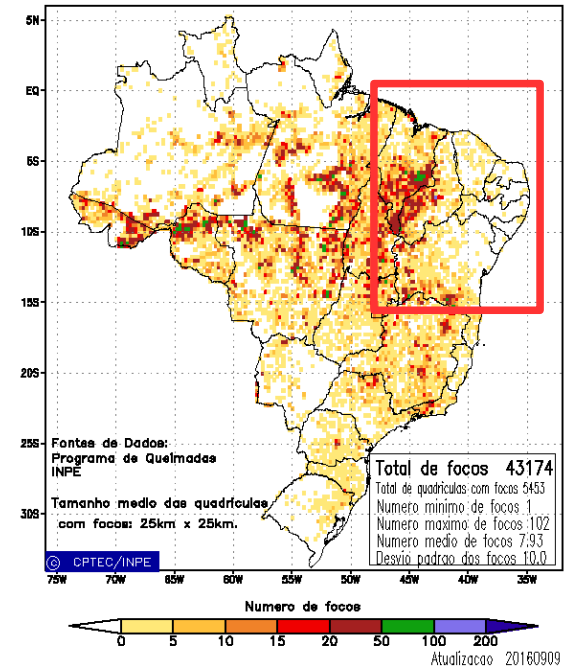 5N
EQ
5S
10S
15S
20S
25S
30S
Fontes de Dados:
Programa de Queimadas
INPE
Tamanho medio das quadriculas
com focos: 25km x 25km.
Total de focos 43174
Total de quadriculas com focos 5453
Numero minimo de focos 1
Numero maximo de focos 102
Numero medio de focos 7.93
Desvio padrao dos focos 10.0
© CPTEC/INPE
75W 70W 65W 60W 55W 50W 45W 40W 35W
Numero de focos
0 5 10 15 20 50 100 200
Atualizacao 20160909